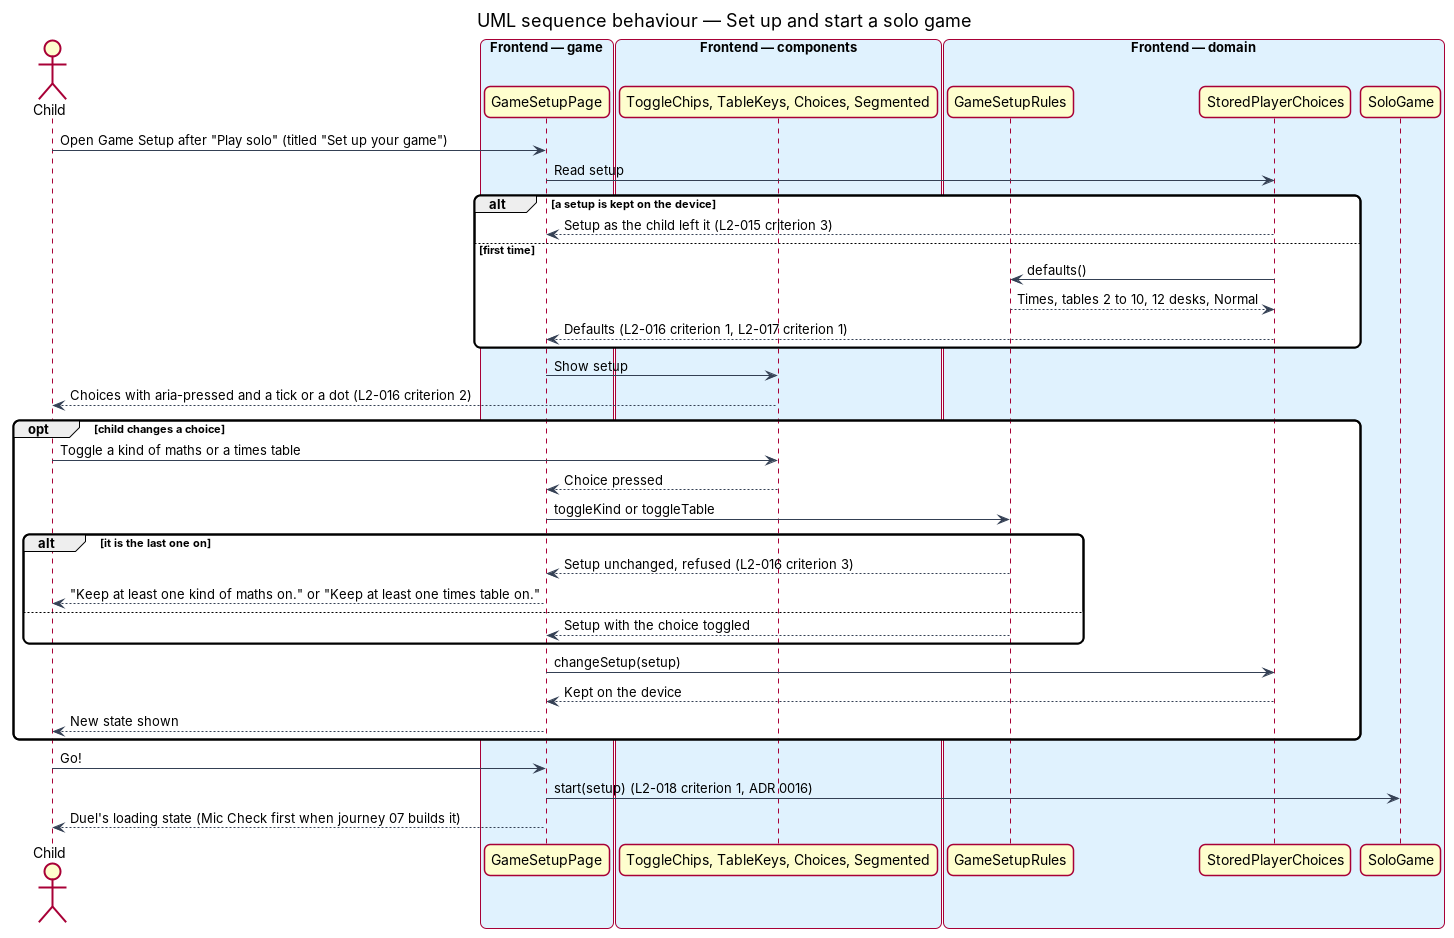 UML sequence behaviour — Set up and start a solo game
Frontend — game
Frontend — components
Frontend — domain
Child
GameSetupPage
ToggleChips, TableKeys, Choices, Segmented
GameSetupRules
StoredPlayerChoices
SoloGame
Open Game Setup after "Play solo" (titled "Set up your game")
Read setup
alt
[a setup is kept on the device]
Setup as the child left it (L2-015 criterion 3)
[first time]
defaults()
Times, tables 2 to 10, 12 desks, Normal
Defaults (L2-016 criterion 1, L2-017 criterion 1)
Show setup
Choices with aria-pressed and a tick or a dot (L2-016 criterion 2)
opt
[child changes a choice]
Toggle a kind of maths or a times table
Choice pressed
toggleKind or toggleTable
alt
[it is the last one on]
Setup unchanged, refused (L2-016 criterion 3)
"Keep at least one kind of maths on." or "Keep at least one times table on."
Setup with the choice toggled
changeSetup(setup)
Kept on the device
New state shown
Go!
start(setup) (L2-018 criterion 1, ADR 0016)
Duel's loading state (Mic Check first when journey 07 builds it)
Child
GameSetupPage
ToggleChips, TableKeys, Choices, Segmented
GameSetupRules
StoredPlayerChoices
SoloGame